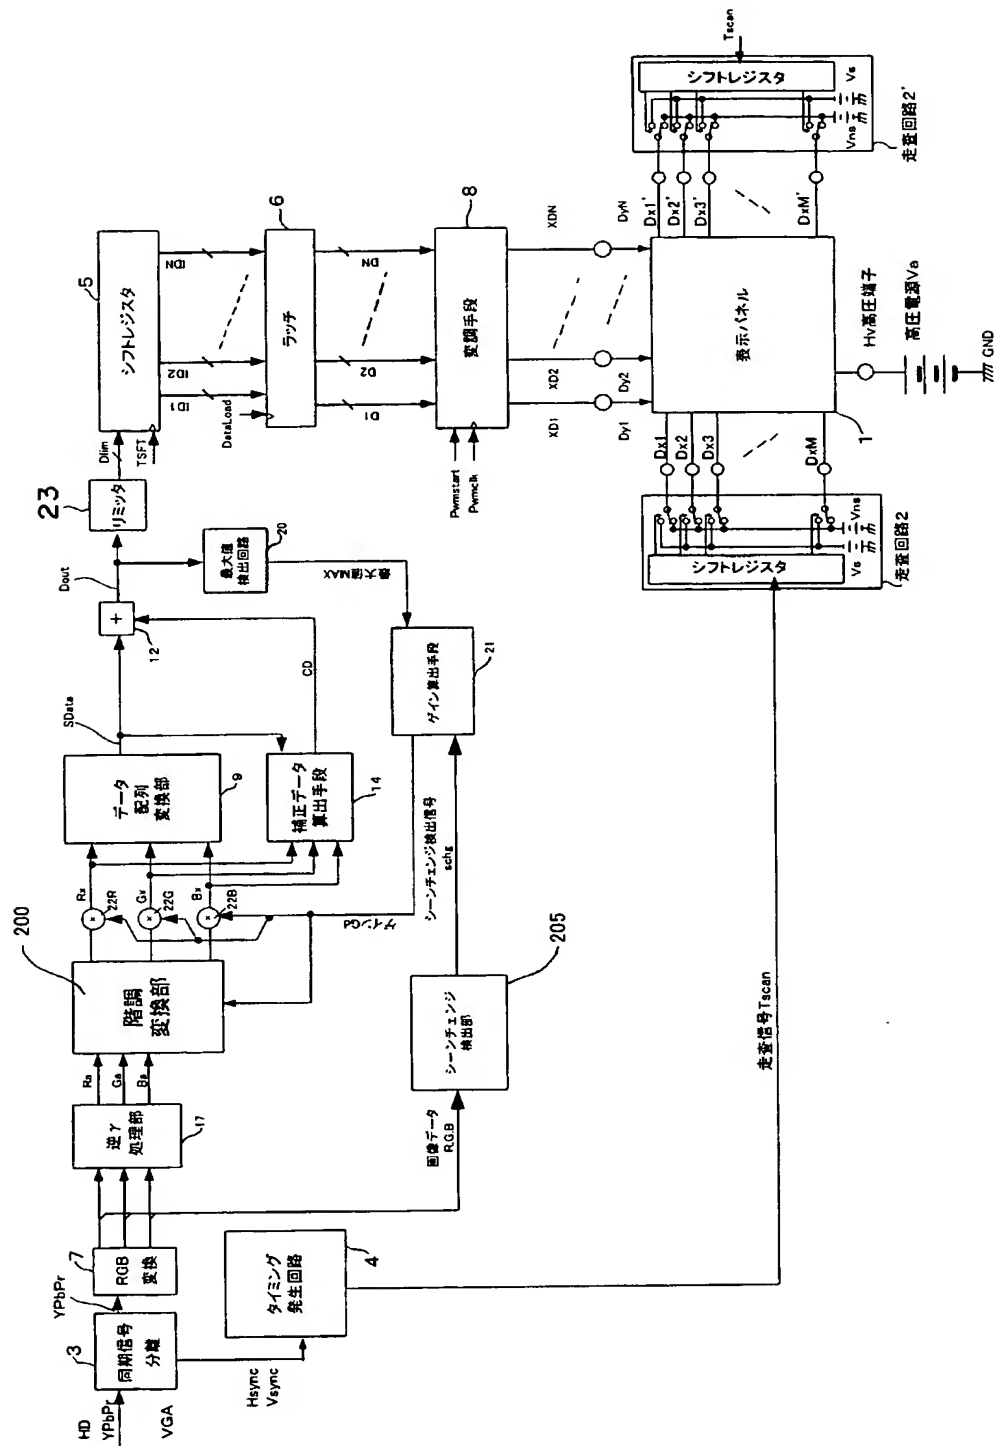 HD
YPbPr
VGA
3
同期信号
分離
YPbPr
7
RGB
変換
Hsync
Vsync
タイミング
発生回路
4
逆γ
処理部
17
Ra
Ga
Ba
200
階調
変換部
Rx
Gx
Bx
22R
22G
22B
データ
配列
変換部
9
SData
補正データ
算出手段
14
CD
12
+
Dout
最大値
検出回路
20
最大値MAX
ゲイン算出手段
21
ゲインGd
シーンチェンジ検出信号
schg
シーンチェンジ
検出部
205
画像データ
R,G,B
走査信号Tscan
23
リミッタ
Dlim
TSFT
5
シフトレジスタ
ID1
ID2
IDN
DataLoad
6
ラッチ
D1
D2
DN
Pwmstart
Pwmclk
8
変調手段
XD1
XD2
XDN
Dy1
Dy2
DyN
表示パネル
1
Dx1
Dx2
Dx3
DxM
シフトレジスタ
Vs
Vns
走査回路2
Dx1'
Dx2'
Dx3'
DxM'
シフトレジスタ
Vs
Vns
走査回路2'
Tscan
Hv高圧端子
高圧電源Va
GND